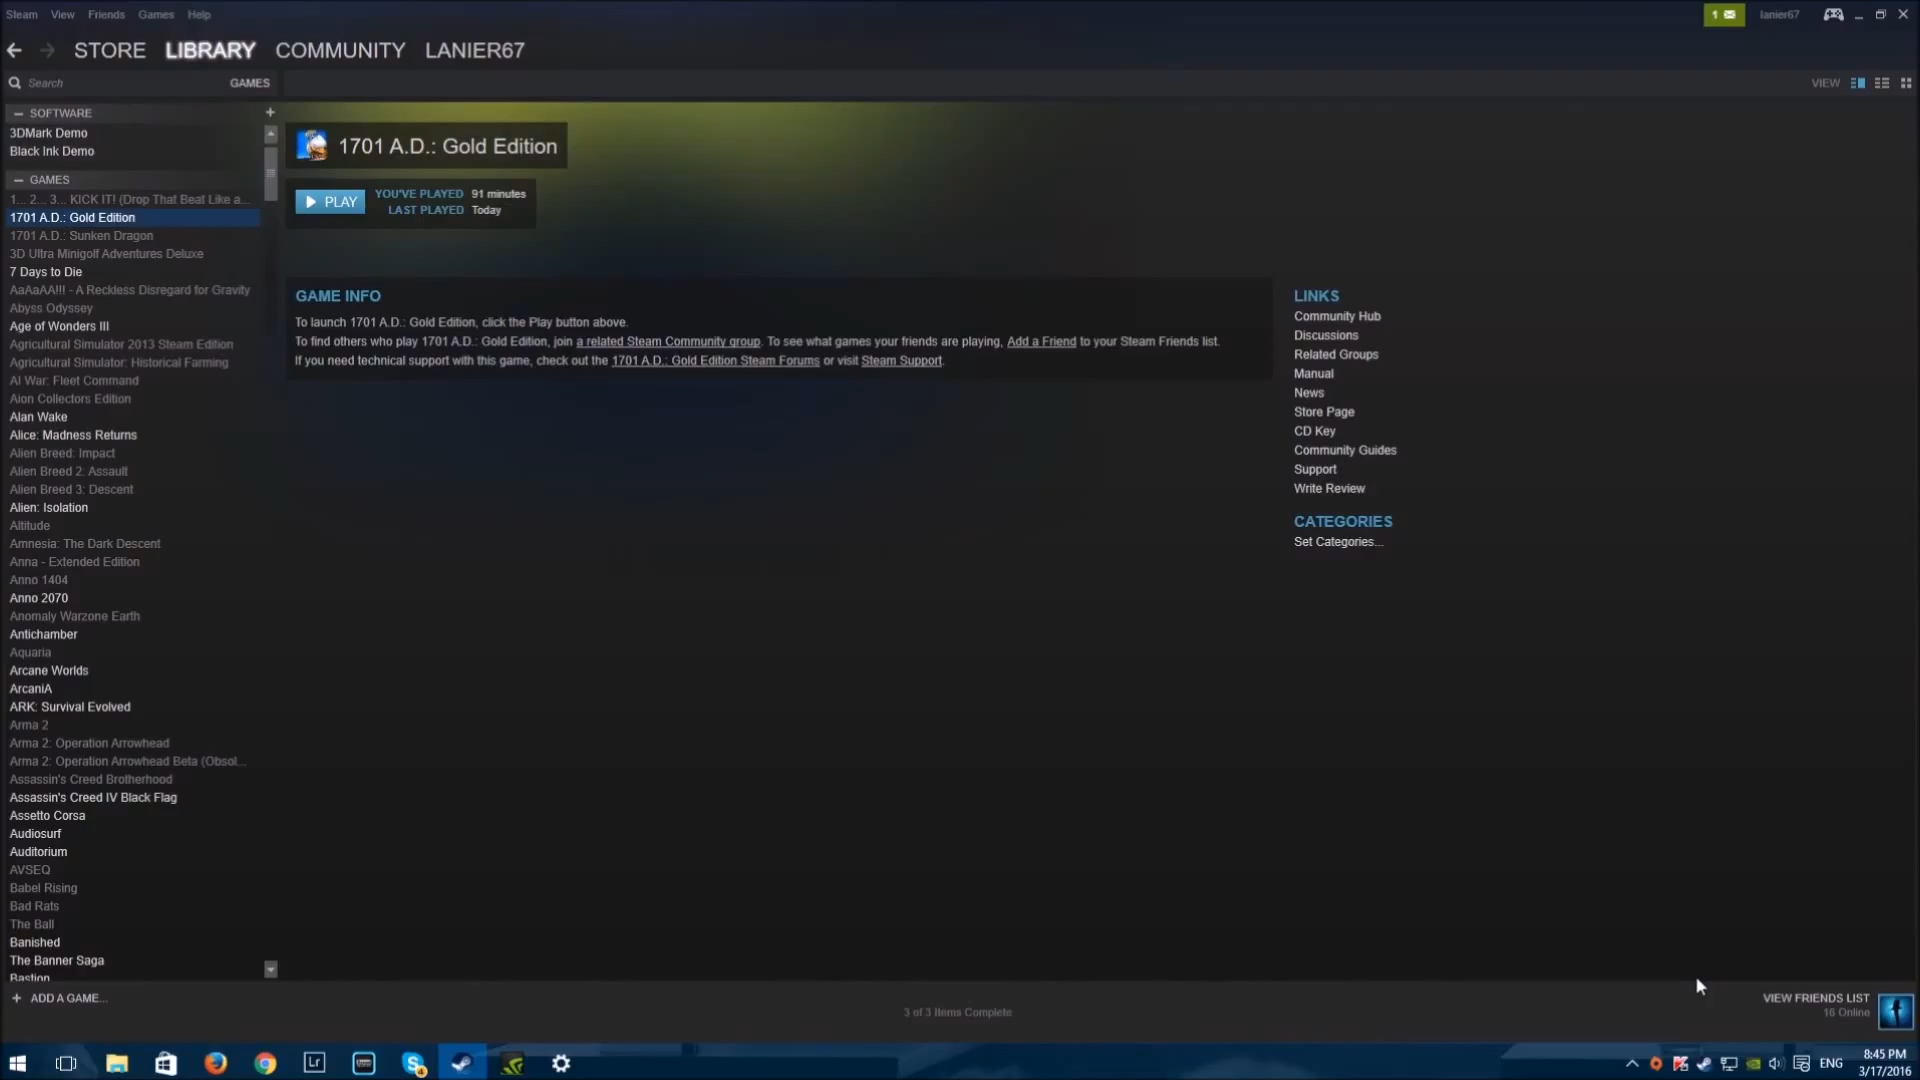 Steam View Friends Games Help
1
lanier67
STORE LIBRARY COMMUNITY LANIER67
Search GAMES
VIEW
SOFTWARE
3DMark Demo
Black Ink Demo
GAMES
1... 2... 3... KICK IT! (Drop That Beat Like a...
1701 A.D.: Gold Edition
1701 A.D.: Sunken Dragon
3D Ultra Minigolf Adventures Deluxe
7 Days to Die
AaAaAA!!! - A Reckless Disregard for Gravity
Abyss Odyssey
Age of Wonders III
Agricultural Simulator 2013 Steam Edition
Agricultural Simulator: Historical Farming
AI War: Fleet Command
Aion Collectors Edition
Alan Wake
Alice: Madness Returns
Alien Breed: Impact
Alien Breed 2: Assault
Alien Breed 3: Descent
Alien: Isolation
Altitude
Amnesia: The Dark Descent
Anna - Extended Edition
Anno 1404
Anno 2070
Anomaly Warzone Earth
Antichamber
Aquaria
Arcane Worlds
ArcaniA
ARK: Survival Evolved
Arma 2
Arma 2: Operation Arrowhead
Arma 2: Operation Arrowhead Beta (Obsol...
Assassin's Creed Brotherhood
Assassin's Creed IV Black Flag
Assetto Corsa
Audiosurf
Auditorium
AVSEQ
Babel Rising
Bad Rats
The Ball
Banished
The Banner Saga
Bastion
1701 A.D.: Gold Edition
PLAY
YOU'VE PLAYED 91 minutes
LAST PLAYED Today
GAME INFO
To launch 1701 A.D.: Gold Edition, click the Play button above.
To find others who play 1701 A.D.: Gold Edition, join a related Steam Community group. To see what games your friends are playing, Add a Friend to your Steam Friends list.
If you need technical support with this game, check out the 1701 A.D.: Gold Edition Steam Forums or visit Steam Support.
LINKS
Community Hub
Discussions
Related Groups
Manual
News
Store Page
CD Key
Community Guides
Support
Write Review
CATEGORIES
Set Categories...
+ ADD A GAME...
3 of 3 Items Complete
VIEW FRIENDS LIST
16 Online
Lr
S
4
ENG
8:45 PM
3/17/2016